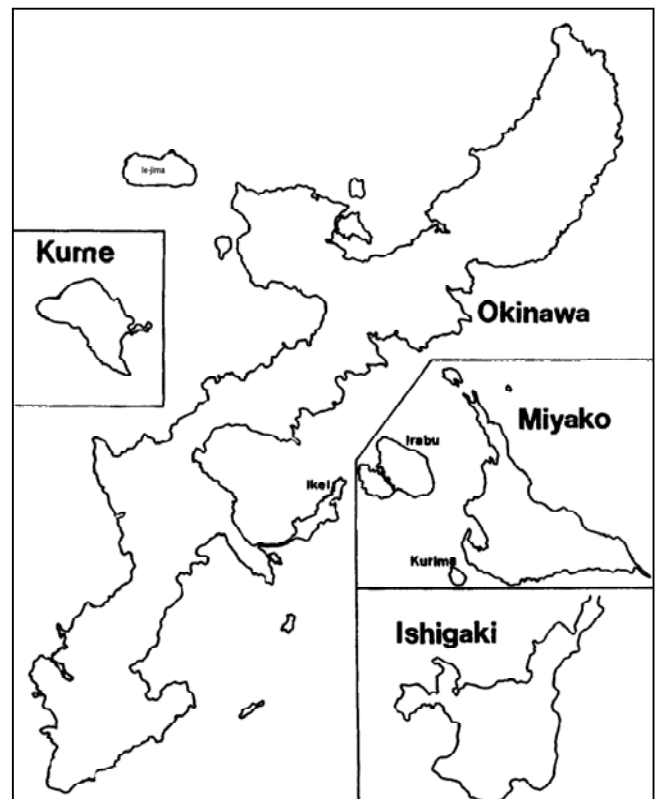 Ie-jima
Kume
Okinawa
Miyako
Irabu
Ikei
Kurima
Ishigaki